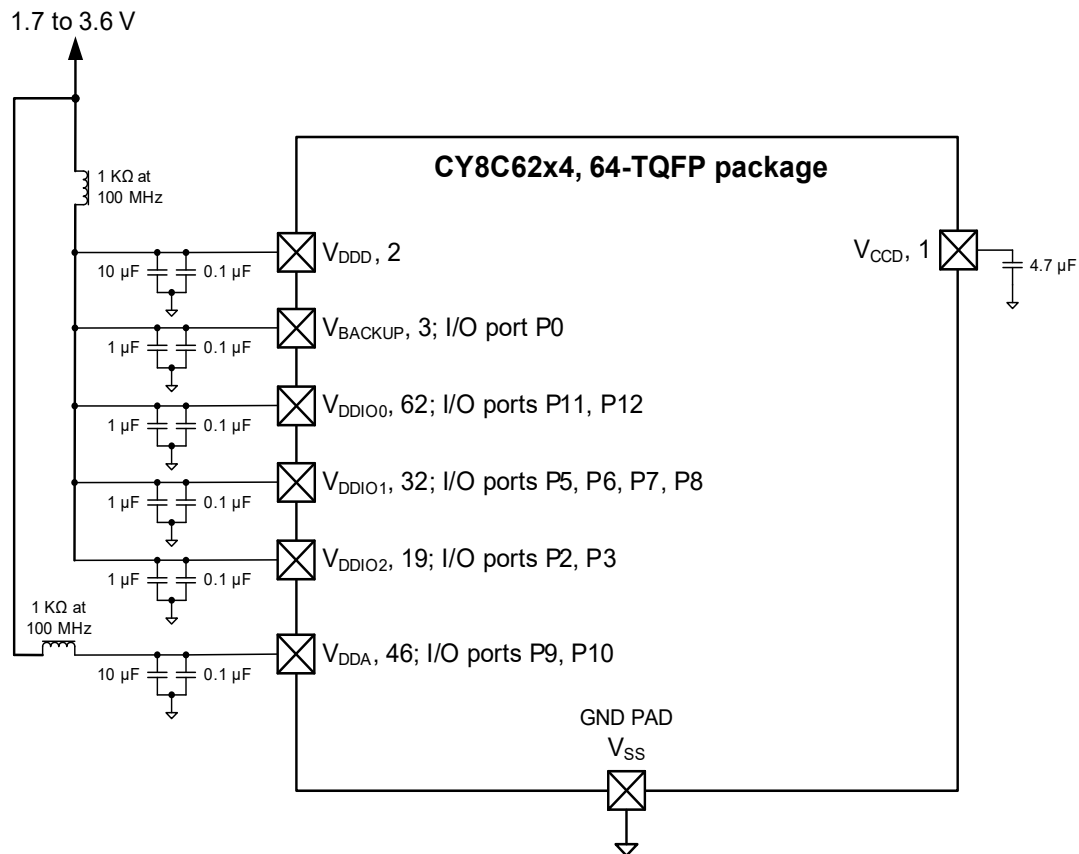 1.7 to 3.6 V
1 KΩ at
100 MHz
CY8C62x4, 64-TQFP package
10 µF
0.1 µF
VDDD, 2
VCCD, 1
4.7 µF
1 µF
0.1 µF
VBACKUP, 3; I/O port P0
1 µF
0.1 µF
VDDIO0, 62; I/O ports P11, P12
1 µF
0.1 µF
VDDIO1, 32; I/O ports P5, P6, P7, P8
1 µF
0.1 µF
VDDIO2, 19; I/O ports P2, P3
1 KΩ at
100 MHz
10 µF
0.1 µF
VDDA, 46; I/O ports P9, P10
GND PAD
VSS